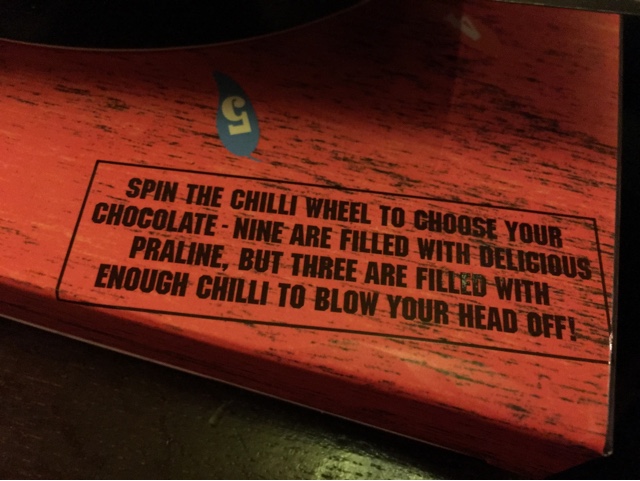 5
SPIN THE CHILLI WHEEL TO CHOOSE YOUR
CHOCOLATE - NINE ARE FILLED WITH DELICIOUS
PRALINE, BUT THREE ARE FILLED WITH
ENOUGH CHILLI TO BLOW YOUR HEAD OFF!